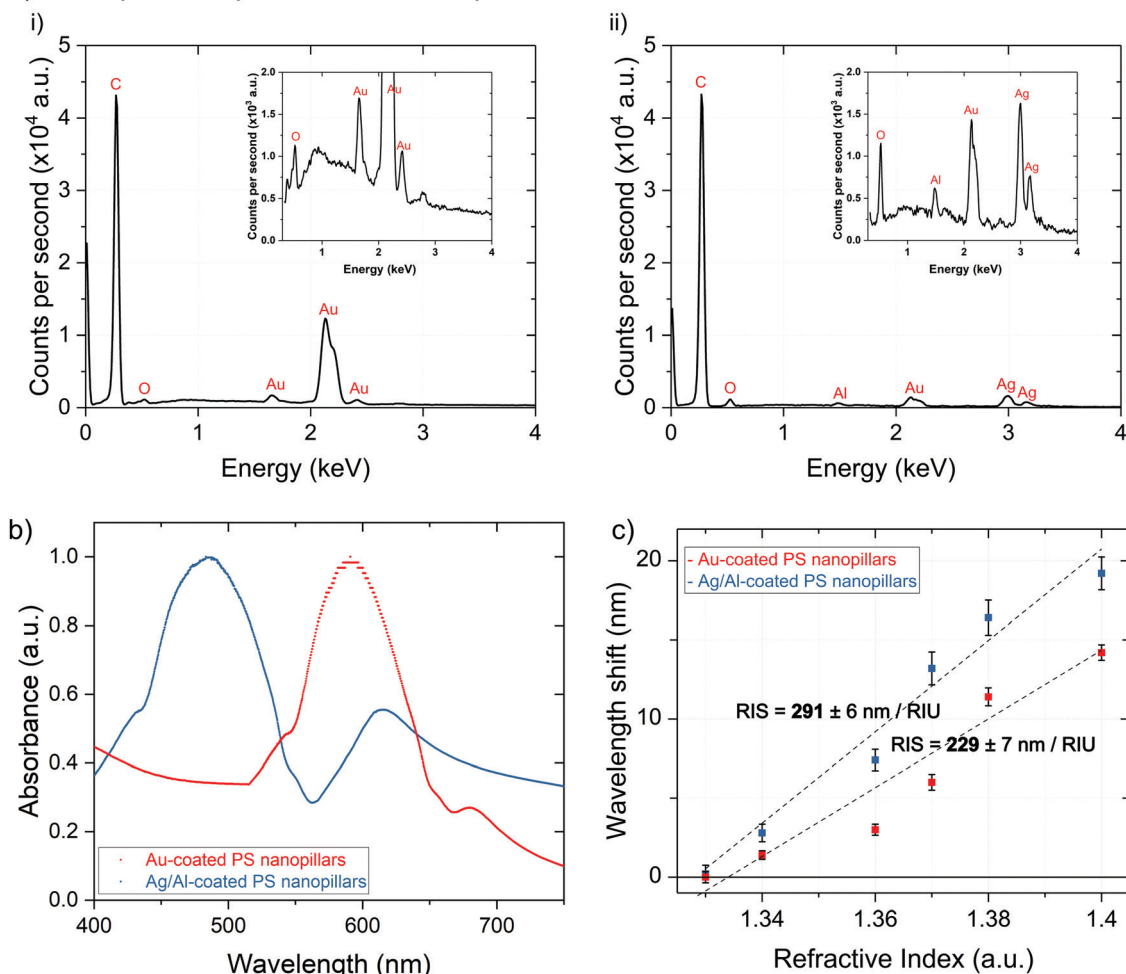 i)
ii)
5
4
3
2
1
0
Counts per second (x10⁴ a.u.)
C
O
Au
Au
Au
0
1
2
3
4
Energy (keV)
2.0
1.5
1.0
0.5
0.0
Counts per second (x10³ a.u.)
O
Au
Au
Au
1
2
3
4
Energy (keV)
5
4
3
2
1
0
Counts per second (x10⁴ a.u.)
C
O
Al
Au
Ag
Ag
0
1
2
3
4
Energy (keV)
2.0
1.5
1.0
0.5
0.0
Counts per second (x10³ a.u.)
O
Al
Au
Ag
Ag
1
2
3
4
Energy (keV)
b)
1.0
0.8
0.6
0.4
0.2
0.0
Absorbance (a.u.)
Au-coated PS nanopillars
Ag/Al-coated PS nanopillars
400
500
600
700
Wavelength (nm)
c)
20
10
0
Wavelength shift (nm)
- Au-coated PS nanopillars
- Ag/Al-coated PS nanopillars
RIS = 291 ± 6 nm / RIU
RIS = 229 ± 7 nm / RIU
1.34
1.36
1.38
1.4
Refractive Index (a.u.)